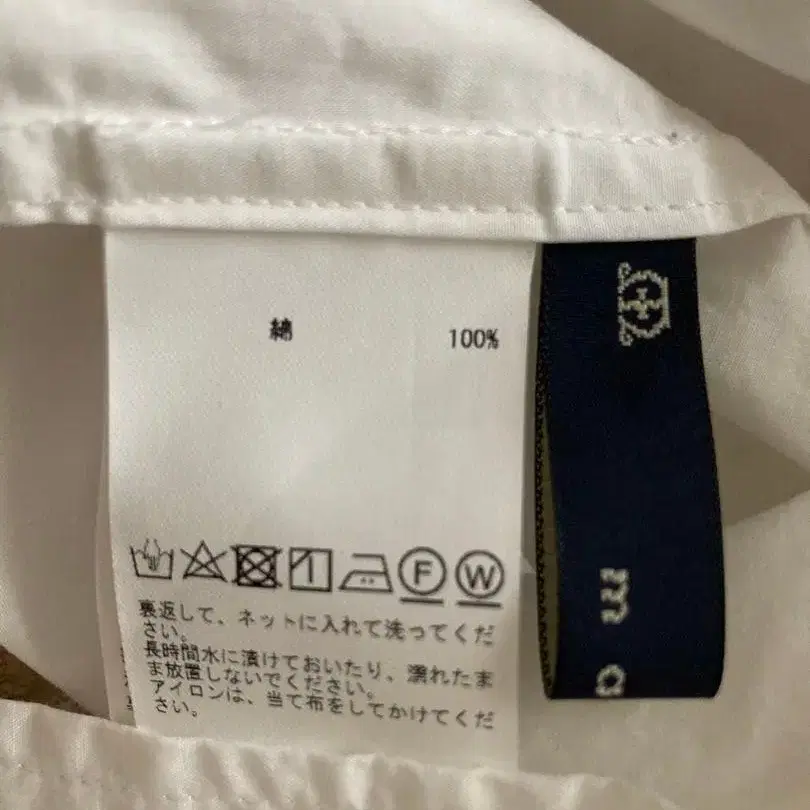 綿 100%
F W
裏返して、ネットに入れて洗ってくだ
さい。
長時間水に漬けておいたり、濡れたま
ま放置しないでください。
アイロンは、当て布をしてかけてくだ
さい。
m